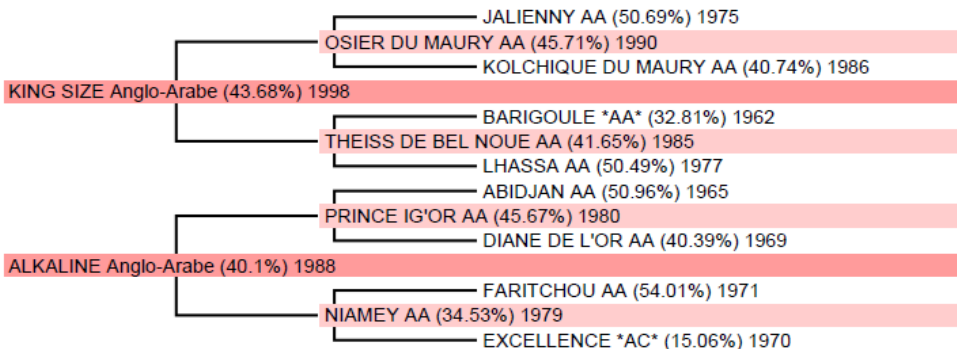 JALIENNY AA (50.69%) 1975
OSIER DU MAURY AA (45.71%) 1990
KOLCHIQUE DU MAURY AA (40.74%) 1986
KING SIZE Anglo-Arabe (43.68%) 1998
BARIGOULE *AA* (32.81%) 1962
THEISS DE BEL NOUE AA (41.65%) 1985
LHASSA AA (50.49%) 1977
ABIDJAN AA (50.96%) 1965
PRINCE IG'OR AA (45.67%) 1980
DIANE DE L'OR AA (40.39%) 1969
ALKALINE Anglo-Arabe (40.1%) 1988
FARITCHOU AA (54.01%) 1971
NIAMEY AA (34.53%) 1979
EXCELLENCE *AC* (15.06%) 1970